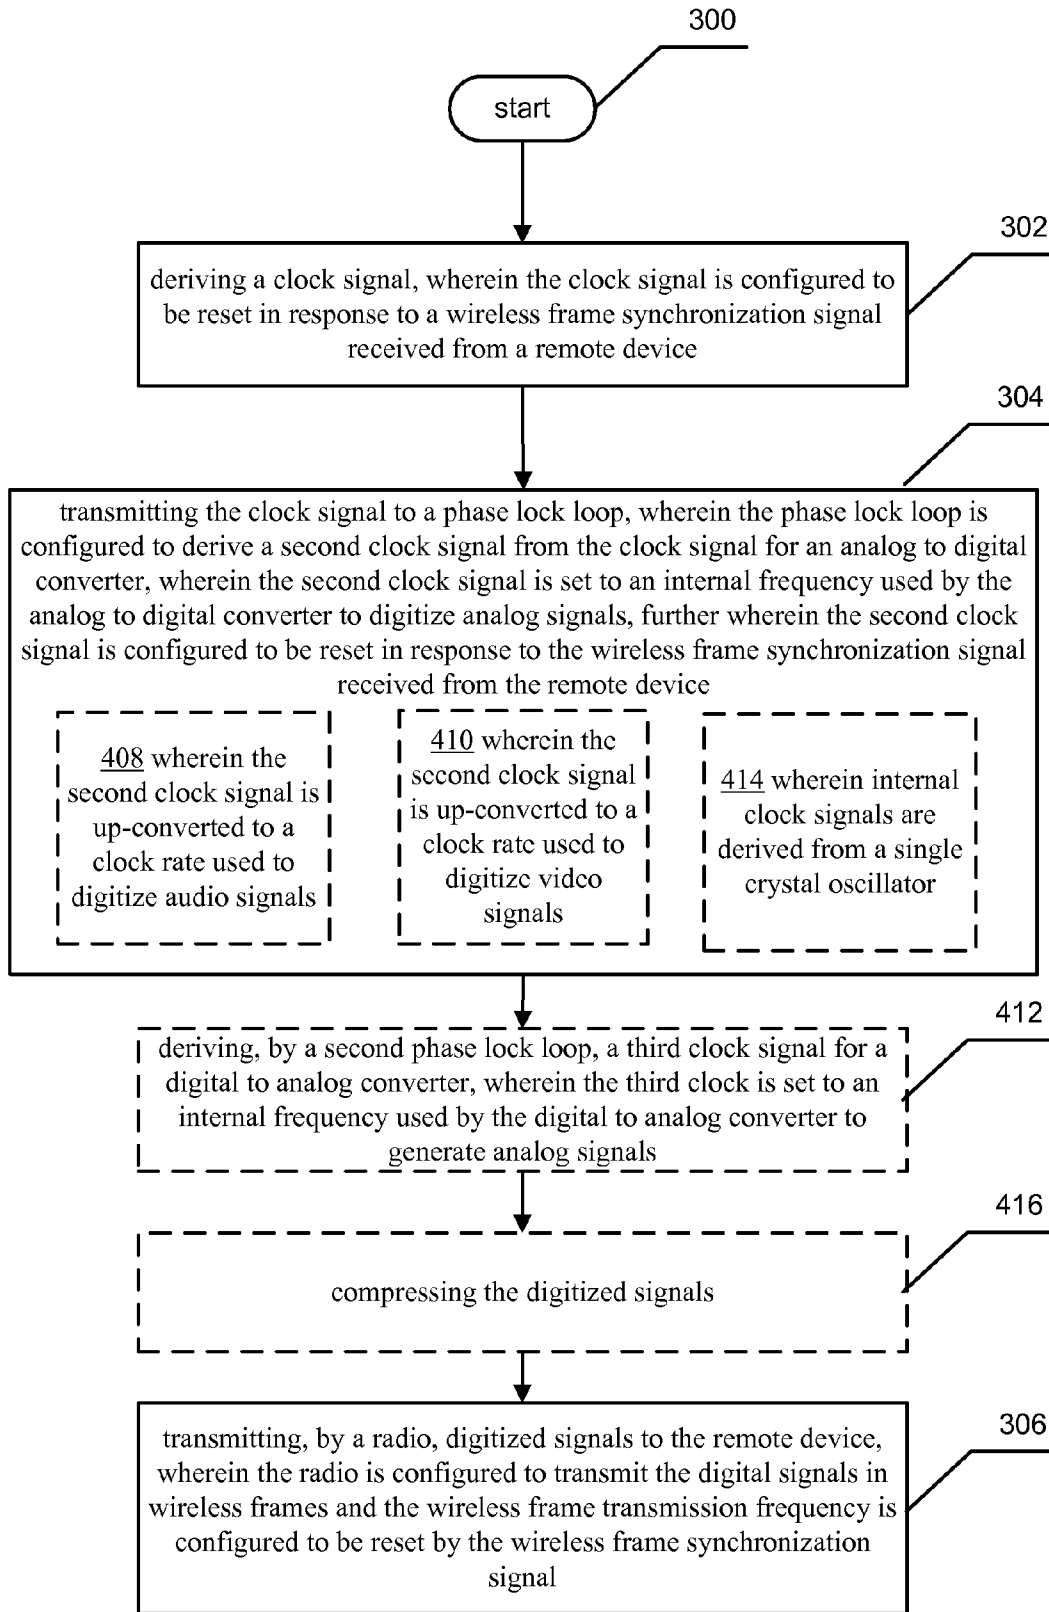 300
start
302
deriving a clock signal, wherein the clock signal is configured to
be reset in response to a wireless frame synchronization signal
received from a remote device
304
transmitting the clock signal to a phase lock loop, wherein the phase lock loop is
configured to derive a second clock signal from the clock signal for an analog to digital
converter, wherein the second clock signal is set to an internal frequency used by the
analog to digital converter to digitize analog signals, further wherein the second clock
signal is configured to be reset in response to the wireless frame synchronization signal
received from the remote device
408 wherein the
second clock signal is
up-converted to a
clock rate used to
digitize audio signals
410 wherein the
second clock signal
is up-converted to a
clock rate used to
digitize video
signals
414 wherein internal
clock signals are
derived from a single
crystal oscillator
412
deriving, by a second phase lock loop, a third clock signal for a
digital to analog converter, wherein the third clock is set to an
internal frequency used by the digital to analog converter to
generate analog signals
416
compressing the digitized signals
306
transmitting, by a radio, digitized signals to the remote device,
wherein the radio is configured to transmit the digital signals in
wireless frames and the wireless frame transmission frequency is
configured to be reset by the wireless frame synchronization
signal